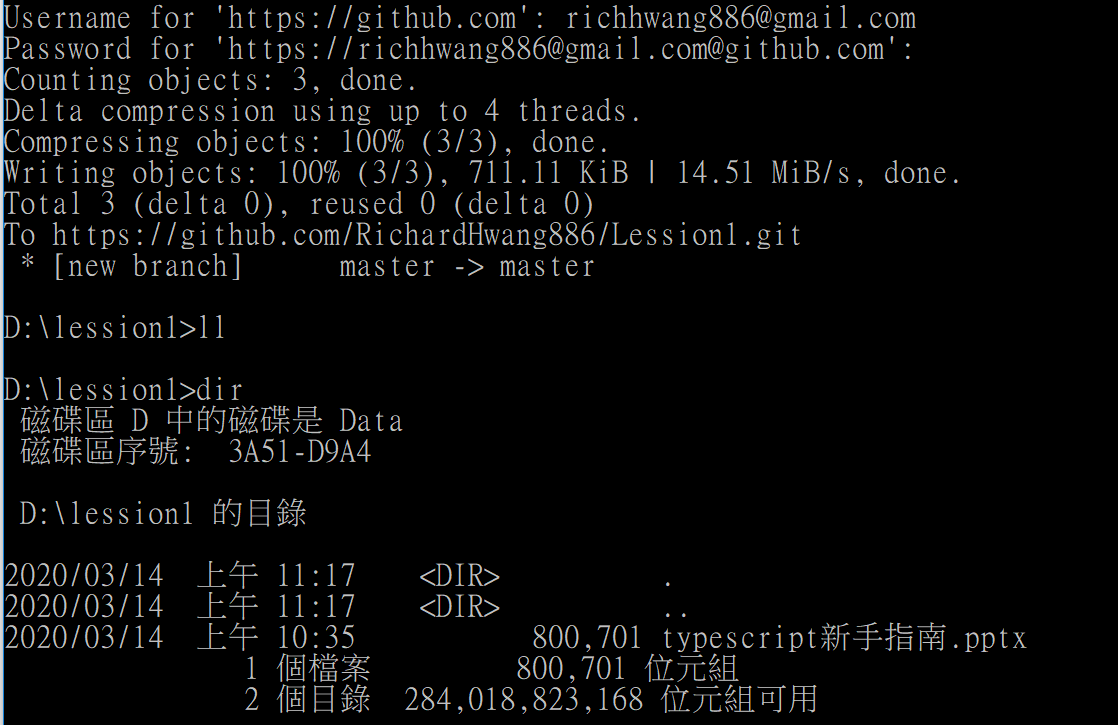 Username for 'https://github.com': richhwang886@gmail.com
Password for 'https://richhwang886@gmail.com@github.com':
Counting objects: 3, done.
Delta compression using up to 4 threads.
Compressing objects: 100% (3/3), done.
Writing objects: 100% (3/3), 711.11 KiB | 14.51 MiB/s, done.
Total 3 (delta 0), reused 0 (delta 0)
To https://github.com/RichardHwang886/Lession1.git
 * [new branch]      master -> master
D:\lession1>ll
D:\lession1>dir
 磁碟區 D 中的磁碟是 Data
 磁碟區序號:  3A51-D9A4
 D:\lession1 的目錄
2020/03/14  上午 11:17    <DIR>          .
2020/03/14  上午 11:17    <DIR>          ..
2020/03/14  上午 10:35           800,701 typescript新手指南.pptx
               1 個檔案         800,701 位元組
               2 個目錄  284,018,823,168 位元組可用